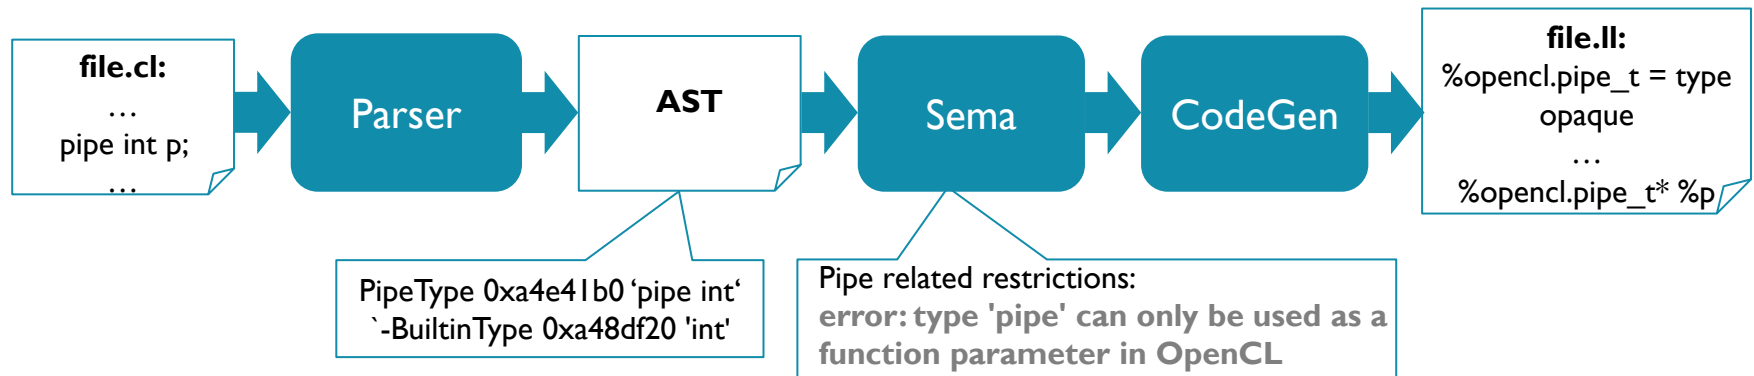 file.cl:
…
pipe int p;
…
Parser
AST
Sema
CodeGen
file.ll:
%opencl.pipe_t = type
opaque
…
%opencl.pipe_t* %p
PipeType 0xa4e41b0 ‘pipe int‘
`-BuiltinType 0xa48df20 'int'
Pipe related restrictions:
error: type 'pipe' can only be used as a
function parameter in OpenCL